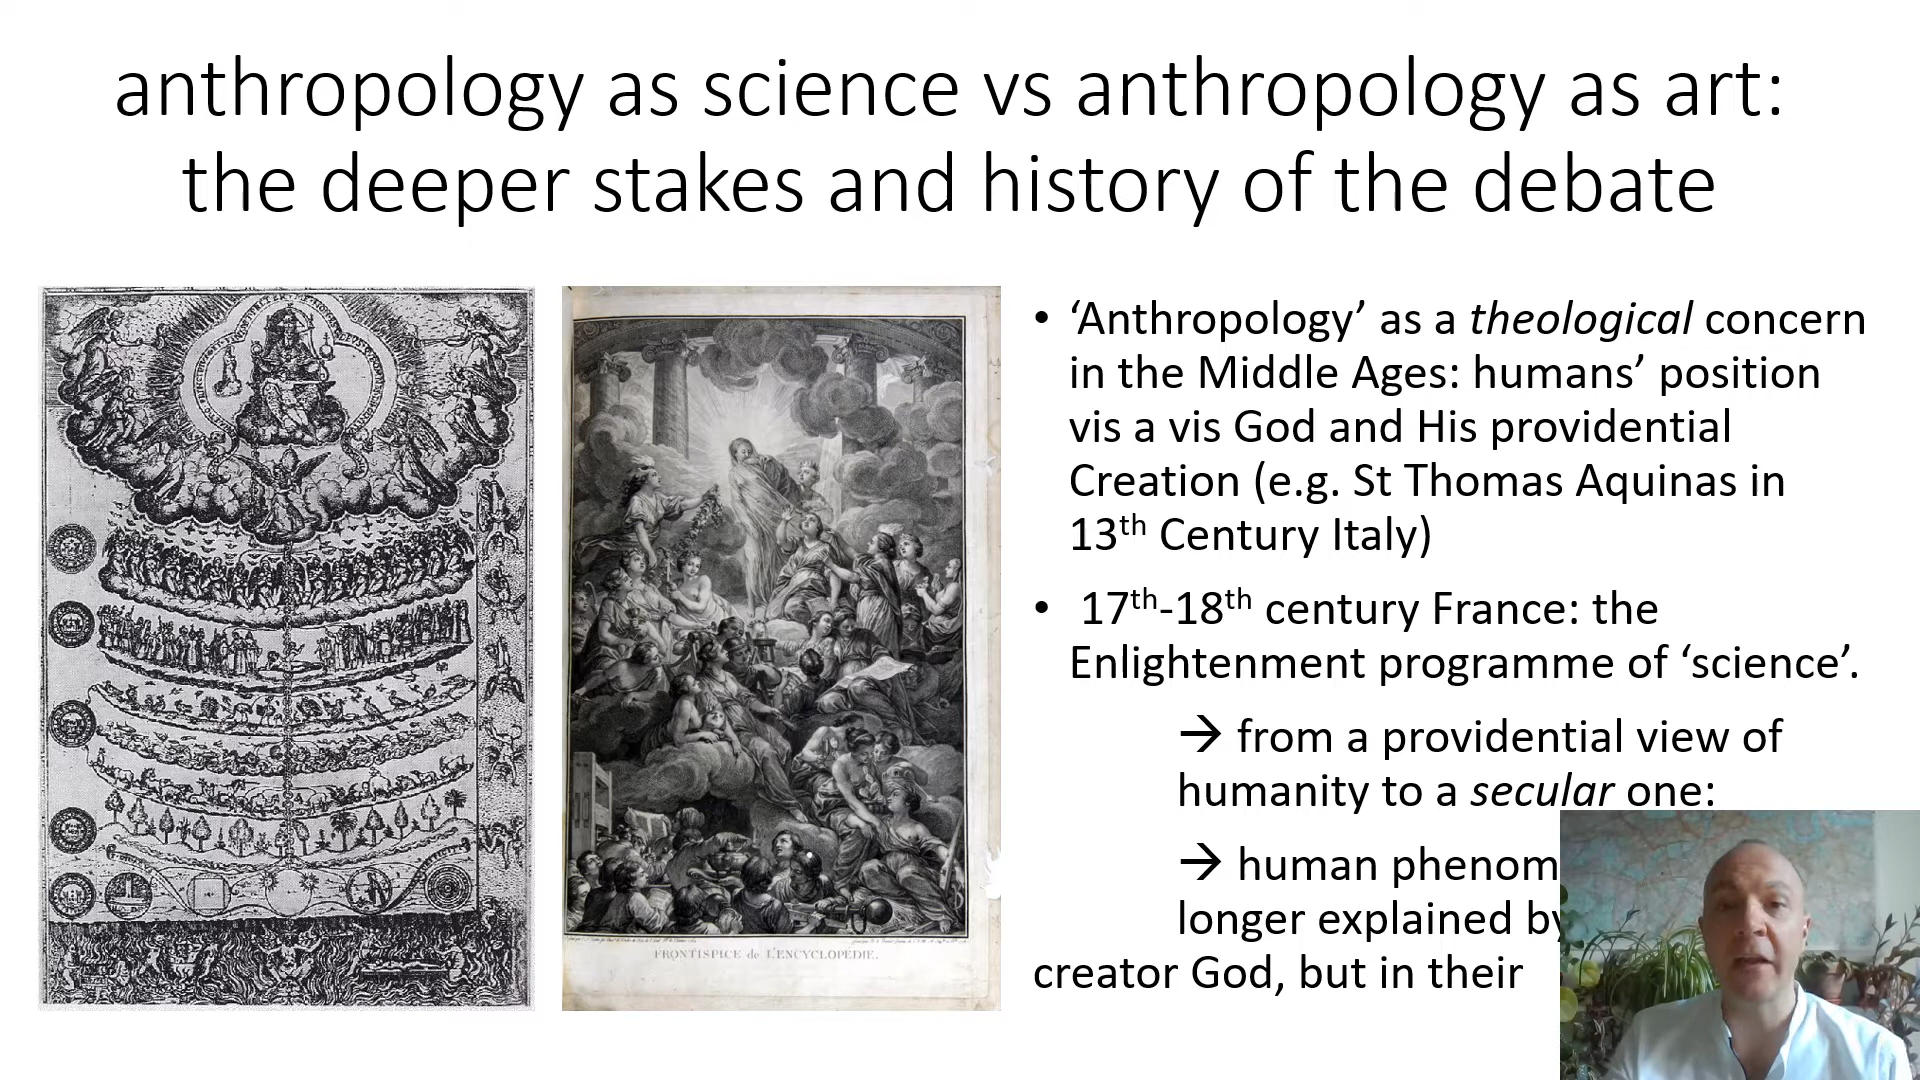 anthropology as science vs anthropology as art:
the deeper stakes and history of the debate
• ‘Anthropology’ as a theological concern
in the Middle Ages: humans’ position
vis a vis God and His providential
Creation (e.g. St Thomas Aquinas in
13th Century Italy)
• 17th-18th century France: the
Enlightenment programme of ‘science’.
→ from a providential view of
humanity to a secular one:
→ human phenom
longer explained by
creator God, but in their
FRONTISPICE de L'ENCYCLOPEDIE.